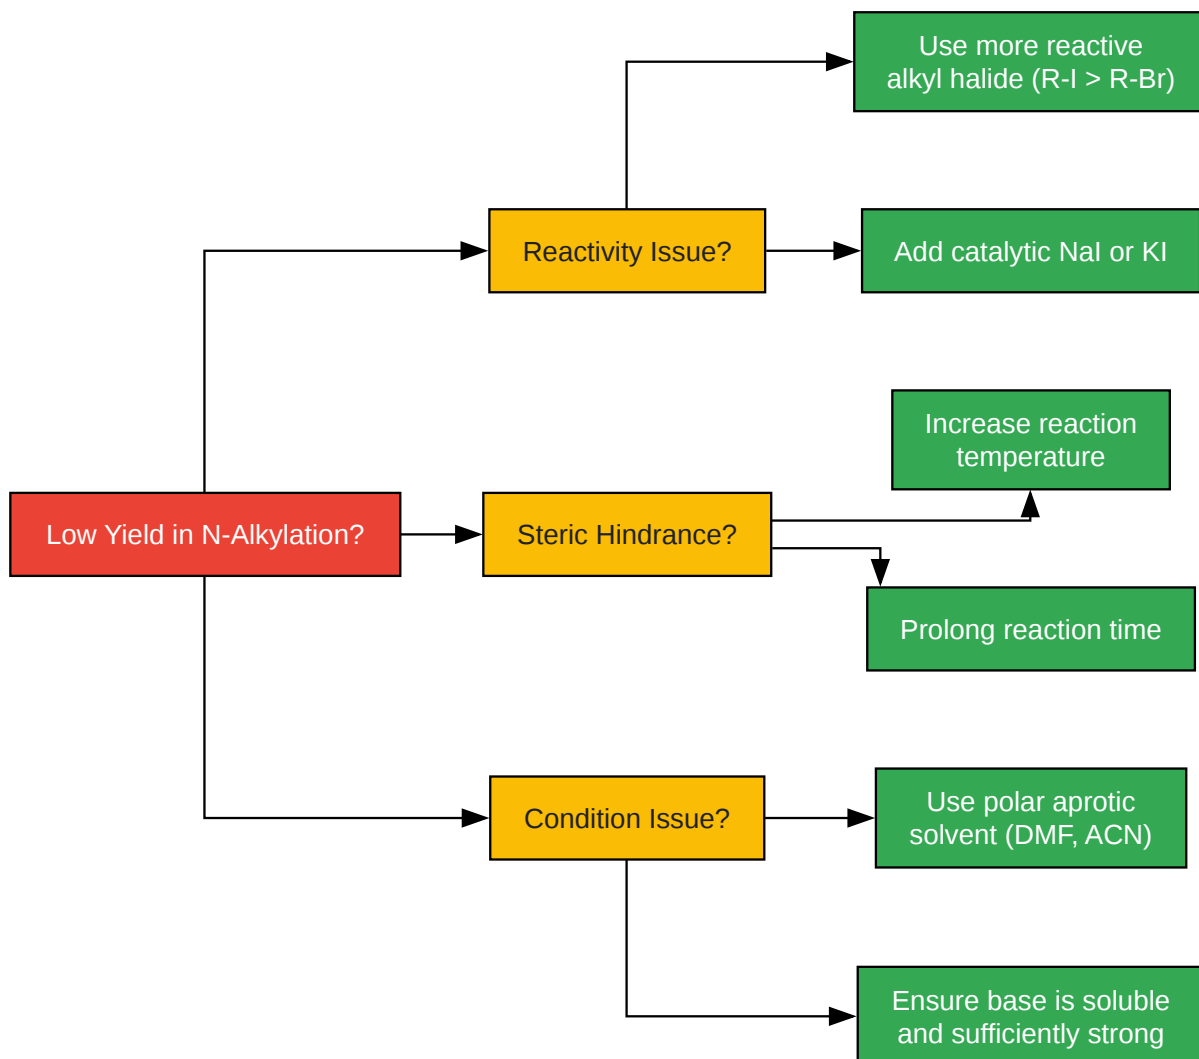 Use more reactive
alkyl halide (R-I > R-Br)
Reactivity Issue?
Add catalytic NaI or KI
Increase reaction
temperature
Low Yield in N-Alkylation?
Steric Hindrance?
Prolong reaction time
Condition Issue?
Use polar aprotic
solvent (DMF, ACN)
Ensure base is soluble
and sufficiently strong